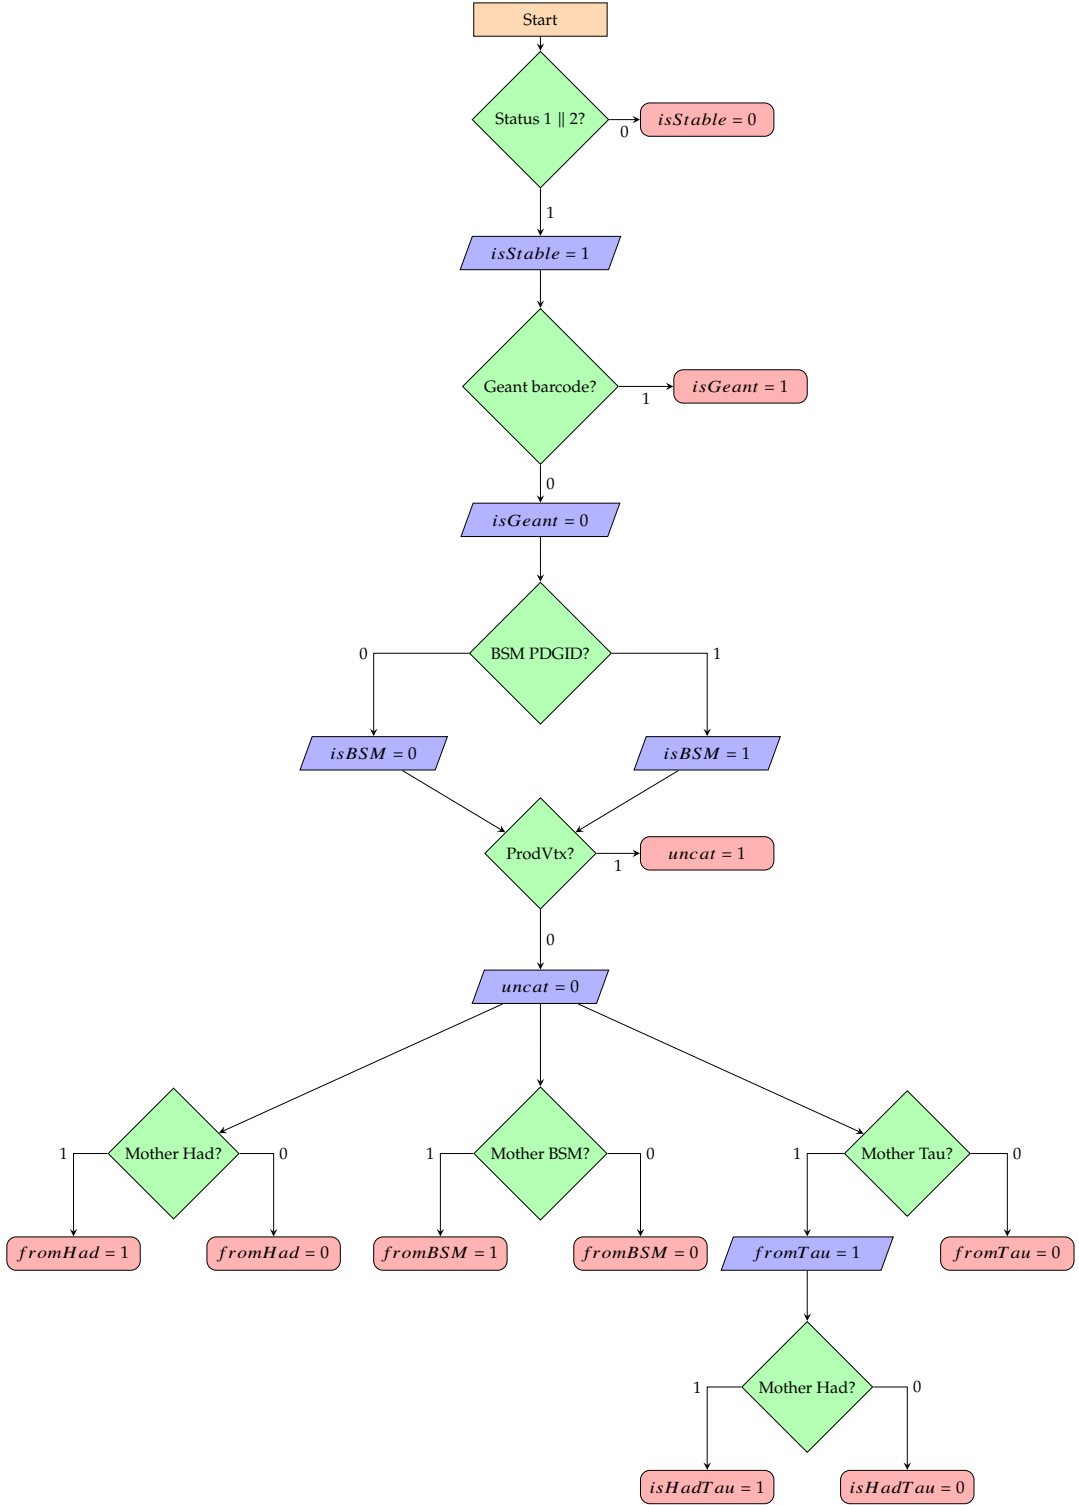 Start
Status 1 || 2?
0
isStable = 0
1
isStable = 1
Geant barcode?
1
isGeant = 1
0
isGeant = 0
0
BSM PDGID?
1
isBSM = 0
isBSM = 1
ProdVtx?
1
uncat = 1
0
uncat = 0
1
Mother Had?
0
1
Mother BSM?
0
1
Mother Tau?
0
fromHad = 1
fromHad = 0
fromBSM = 1
fromBSM = 0
fromTau = 1
fromTau = 0
1
Mother Had?
0
isHadTau = 1
isHadTau = 0